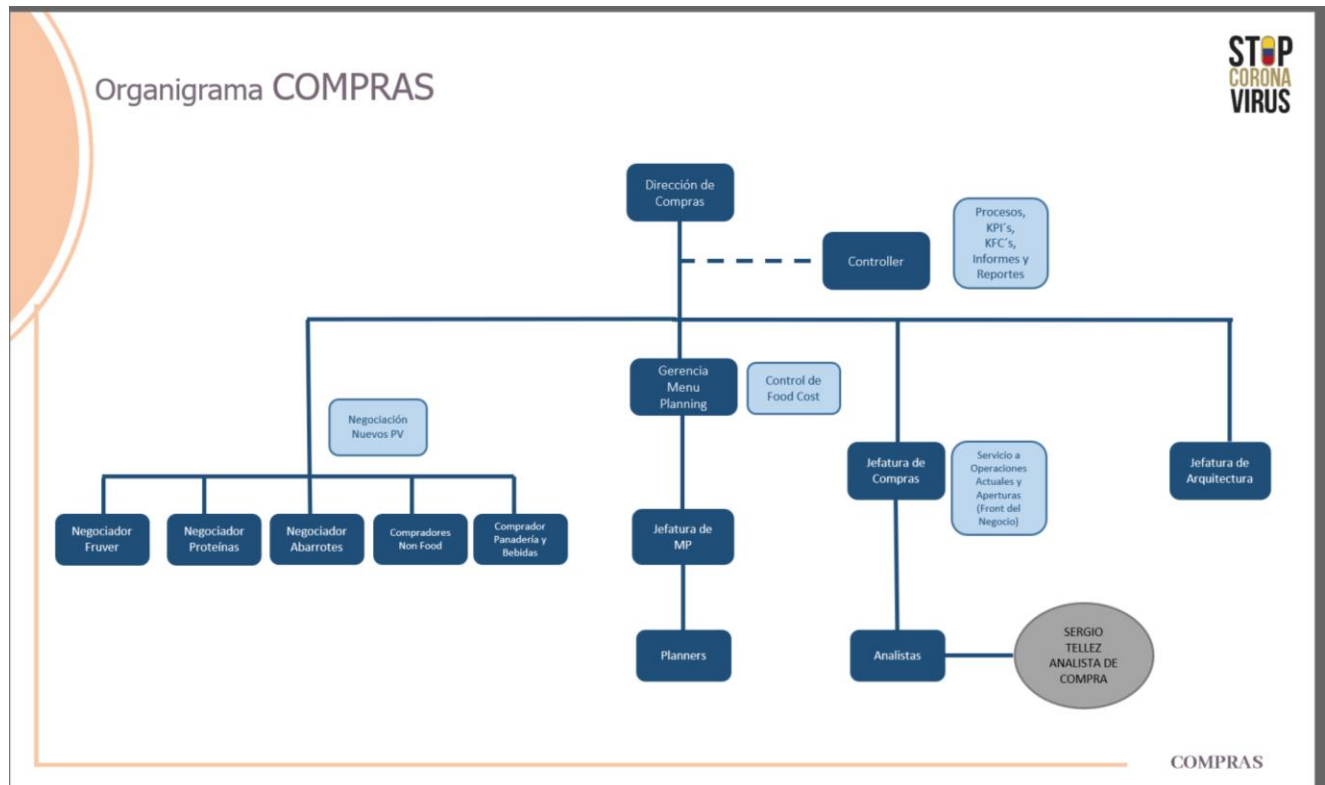 Organigrama COMPRAS
STOP
CORONA
VIRUS
Dirección de
Compras
Controller
Procesos,
KPI´s,
KFC´s,
Informes y
Reportes
Gerencia
Menu
Planning
Control de
Food Cost
Negociación
Nuevos PV
Jefatura de
Compras
Servicio a
Operaciones
Actuales y
Aperturas
(Front del
Negocio)
Jefatura de
Arquitectura
Negociador
Fruver
Negociador
Proteínas
Negociador
Abarrotes
Compradores
Non Food
Comprador
Panadería y
Bebidas
Jefatura de
MP
Planners
Analistas
SERGIO
TELLEZ
ANALISTA DE
COMPRA
COMPRAS